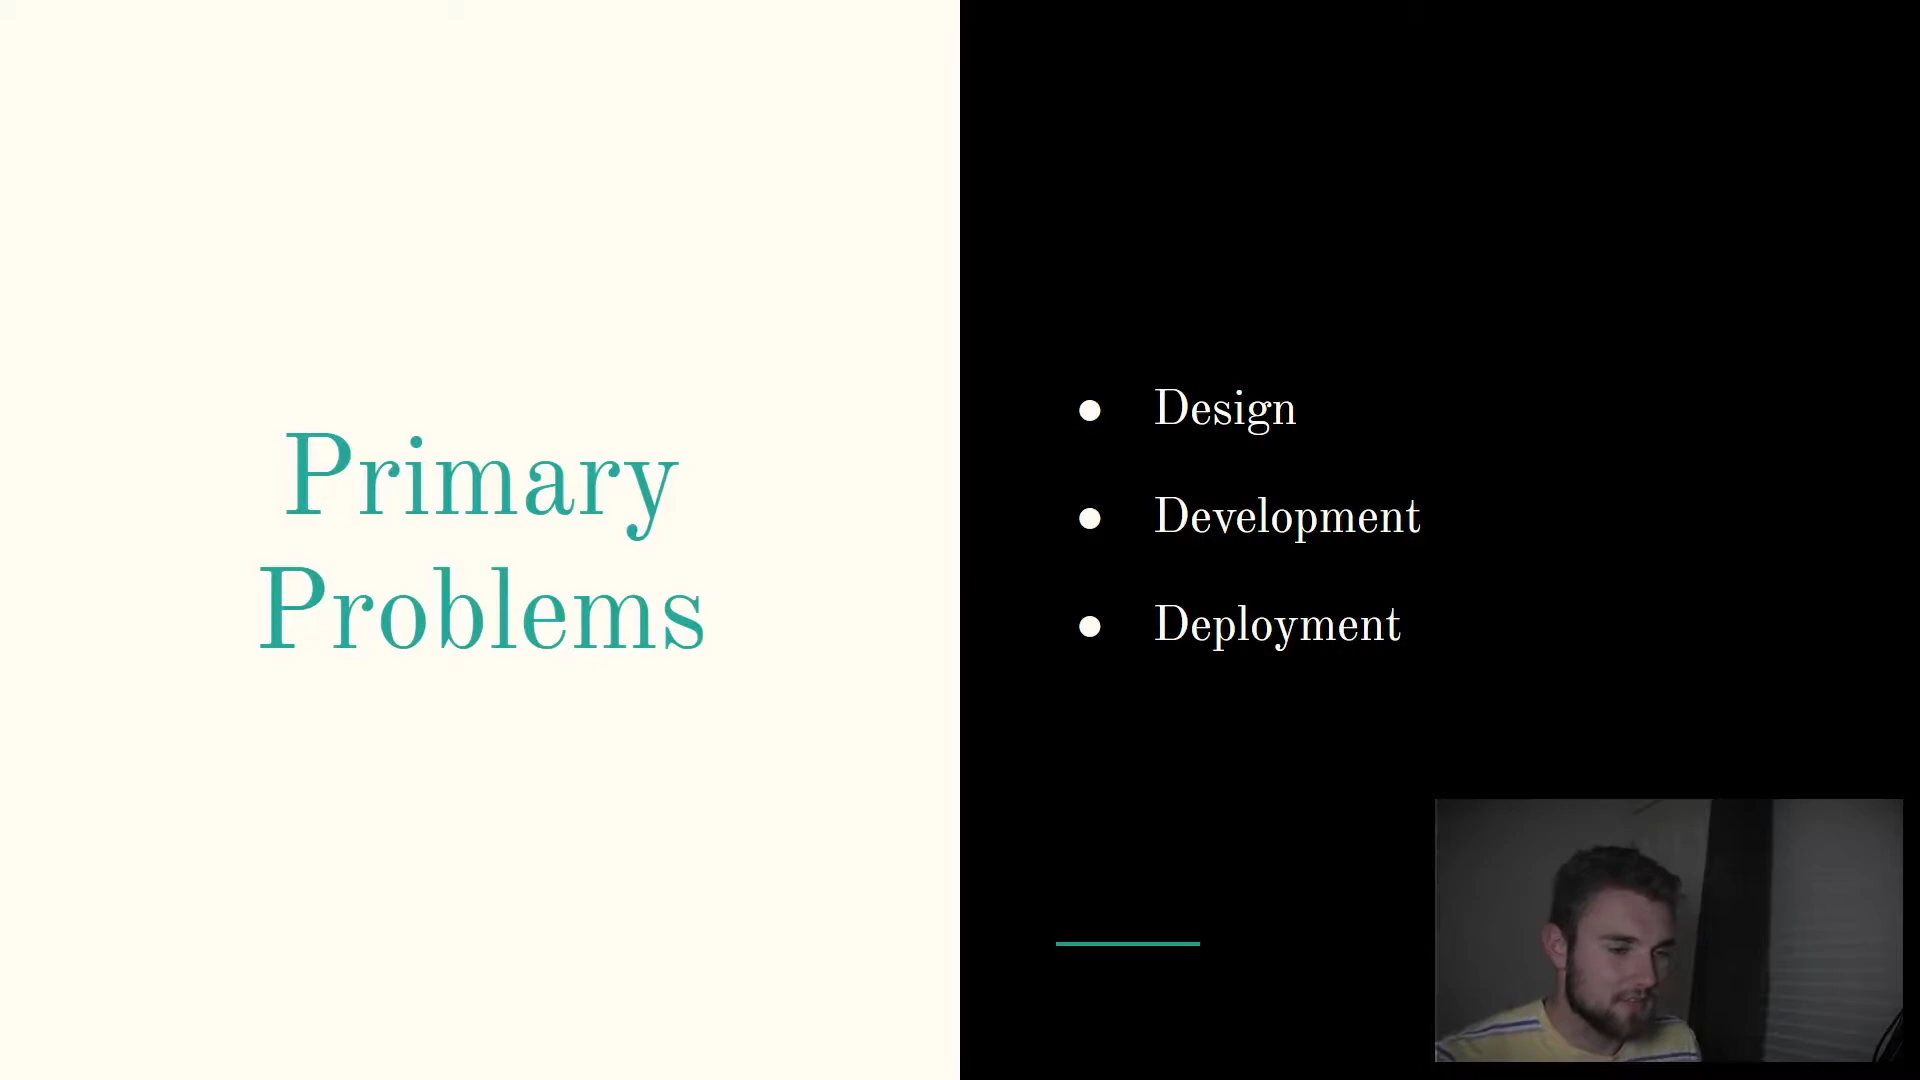 Primary
Problems
● Design
● Development
● Deployment